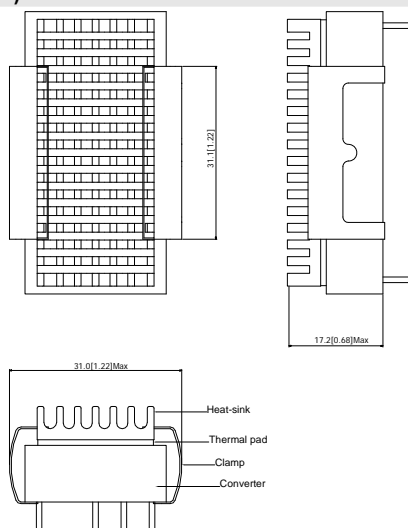 31.1[1.22]
17.2[0.68]Max
31.0[1.22]Max
Heat-sink
Thermal pad
Clamp
Converter